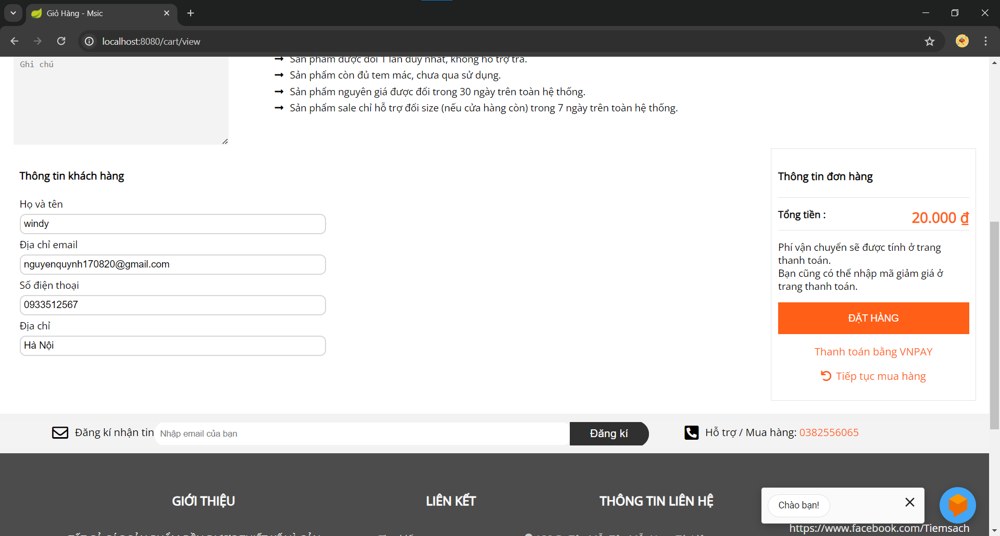 Giỏ Hàng - Msic
localhost:8080/cart/view
Ghi chú
Sản phẩm được đổi 1 lần duy nhất, không hỗ trợ trả.
Sản phẩm còn đủ tem mác, chưa qua sử dụng.
Sản phẩm nguyên giá được đổi trong 30 ngày trên toàn hệ thống.
Sản phẩm sale chỉ hỗ trợ đổi size (nếu cửa hàng còn) trong 7 ngày trên toàn hệ thống.
Thông tin khách hàng
Họ và tên
windy
Địa chỉ email
nguyenquynh170820@gmail.com
Số điện thoại
0933512567
Địa chỉ
Hà Nội
Thông tin đơn hàng
Tổng tiền : 20.000 ₫
Phí vận chuyển sẽ được tính ở trang
thanh toán.
Bạn cũng có thể nhập mã giảm giá ở
trang thanh toán.
ĐẶT HÀNG
Thanh toán bằng VNPAY
Tiếp tục mua hàng
Đăng kí nhận tin
Nhập email của bạn
Đăng kí
Hỗ trợ / Mua hàng: 0382556065
GIỚI THIỆU
LIÊN KẾT
THÔNG TIN LIÊN HỆ
Chào bạn!
https://www.facebook.com/Tiemsach